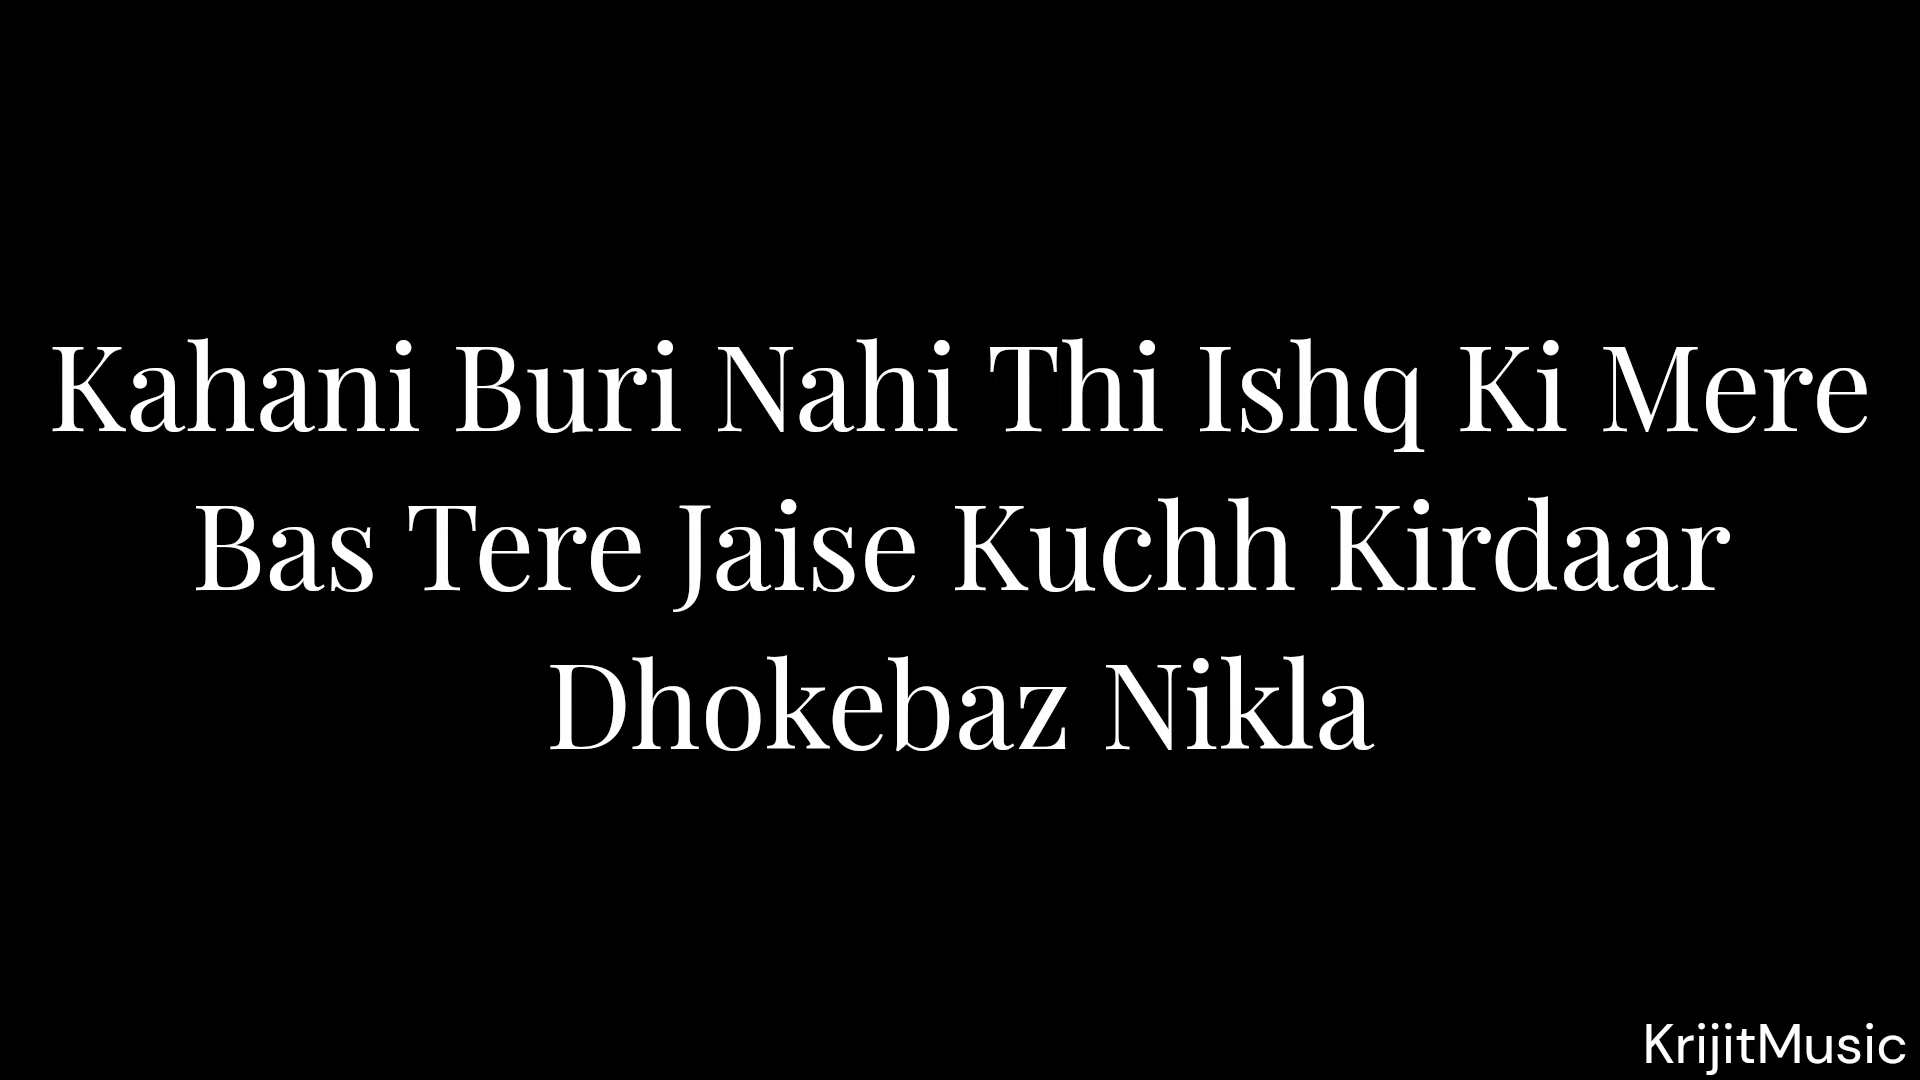 Kahani Buri Nahi Thi Ishq Ki Mere
Bas Tere Jaise Kuchh Kirdaar
Dhokebaz Nikla
KrijitMusic